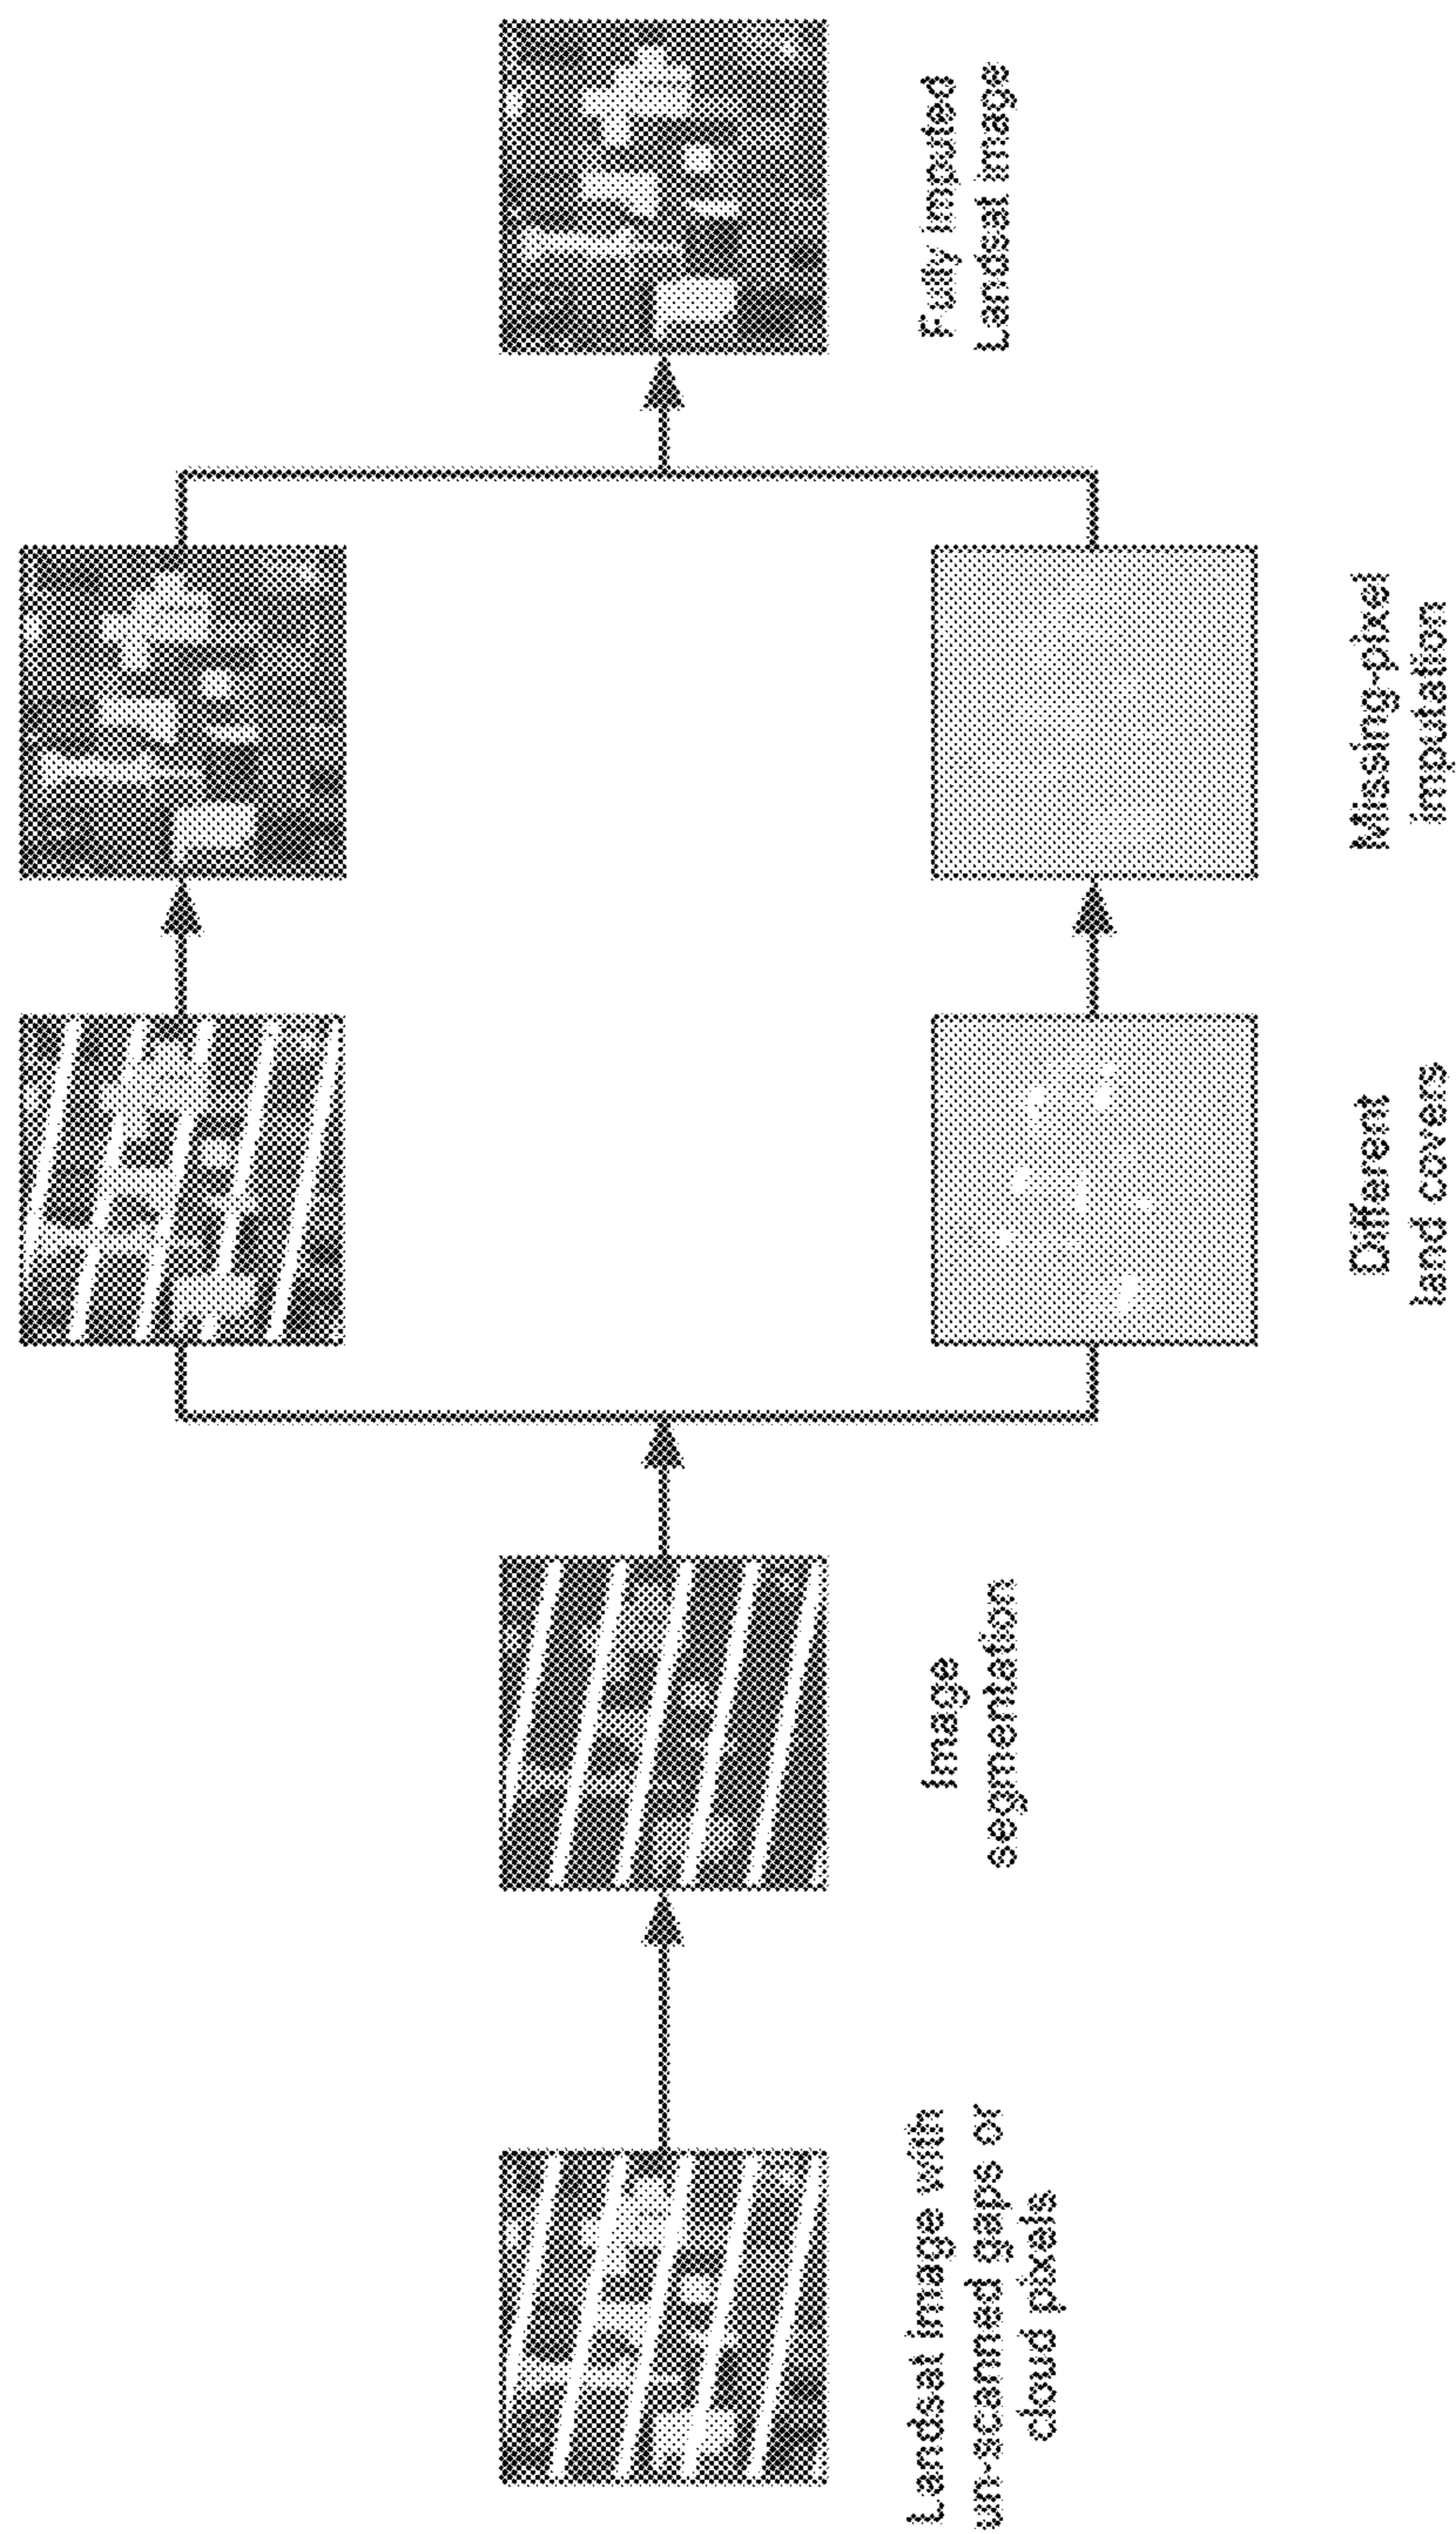 Landsat image with
un-scanned gaps or
cloud pixels
Image
segmentation
Different
land covers
Missing-pixel
imputation
Fully imputed
Landsat image